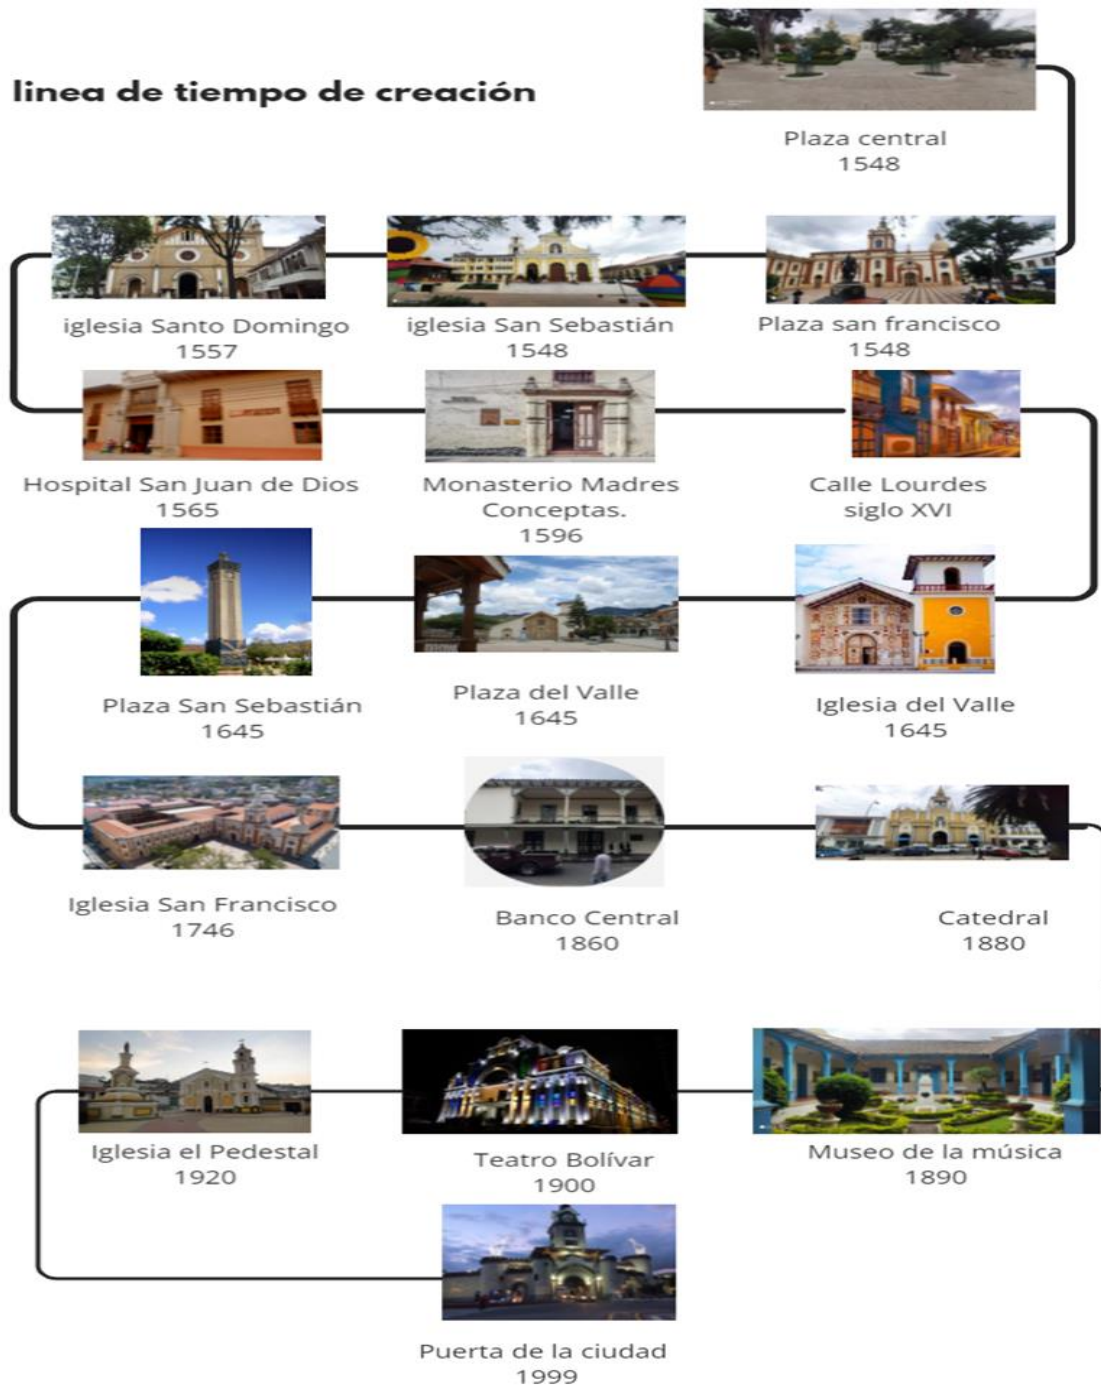 linea de tiempo de creación
Plaza central
1548
Plaza san francisco
1548
iglesia San Sebastián
1548
iglesia Santo Domingo
1557
Hospital San Juan de Dios
1565
Monasterio Madres
Conceptas.
1596
Calle Lourdes
siglo XVI
Iglesia del Valle
1645
Plaza del Valle
1645
Plaza San Sebastián
1645
Iglesia San Francisco
1746
Banco Central
1860
Catedral
1880
Museo de la música
1890
Teatro Bolívar
1900
Iglesia el Pedestal
1920
Puerta de la ciudad
1999